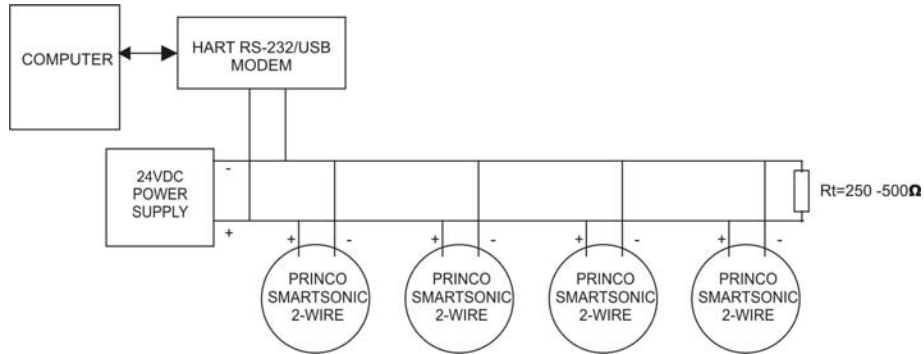 COMPUTER
HART RS-232/USB
MODEM
24VDC
POWER
SUPPLY
-
+
Rt=250 -500Ω
+ -
+ -
+ -
+ -
PRINCO
SMARTSONIC
2-WIRE
PRINCO
SMARTSONIC
2-WIRE
PRINCO
SMARTSONIC
2-WIRE
PRINCO
SMARTSONIC
2-WIRE